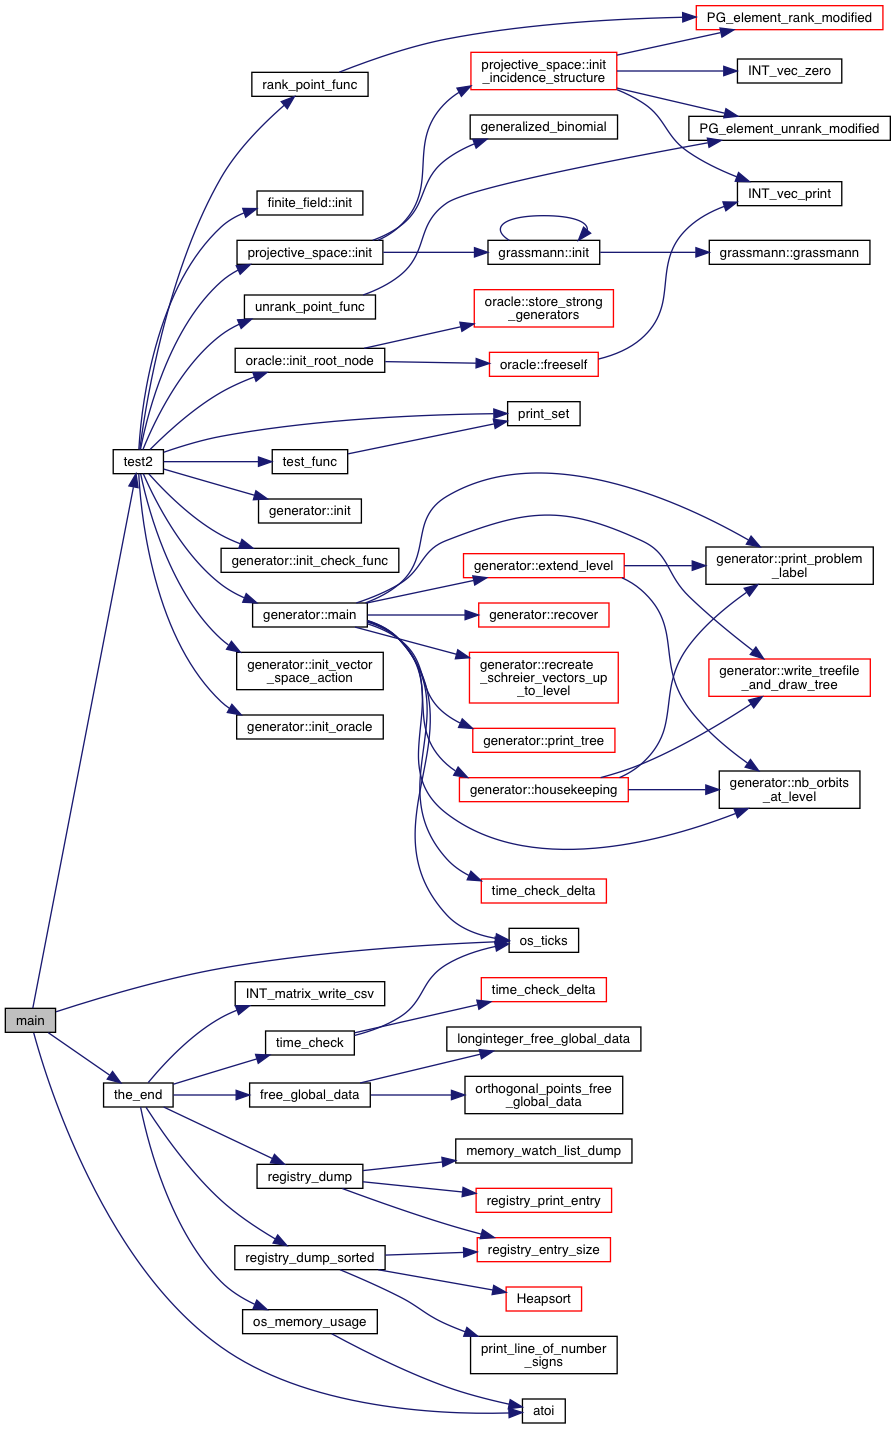 PG_element_rank_modified
projective_space::init
_incidence_structure
INT_vec_zero
rank_point_func
generalized_binomial
PG_element_unrank_modified
finite_field::init
INT_vec_print
projective_space::init
grassmann::init
grassmann::grassmann
unrank_point_func
oracle::store_strong
_generators
oracle::init_root_node
oracle::freeself
print_set
test2
test_func
generator::init
generator::init_check_func
generator::extend_level
generator::print_problem
_label
generator::main
generator::recover
generator::init_vector
_space_action
generator::recreate
_schreier_vectors_up
_to_level
generator::write_treefile
_and_draw_tree
generator::init_oracle
generator::print_tree
generator::housekeeping
generator::nb_orbits
_at_level
time_check_delta
os_ticks
main
INT_matrix_write_csv
time_check_delta
time_check
longinteger_free_global_data
the_end
free_global_data
orthogonal_points_free
_global_data
memory_watch_list_dump
registry_dump
registry_print_entry
registry_dump_sorted
registry_entry_size
Heapsort
os_memory_usage
print_line_of_number
_signs
atoi